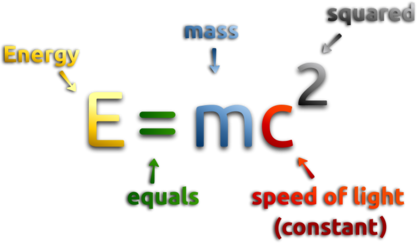 squared
mass
Energy
E = mc²
equals
speed of light
(constant)